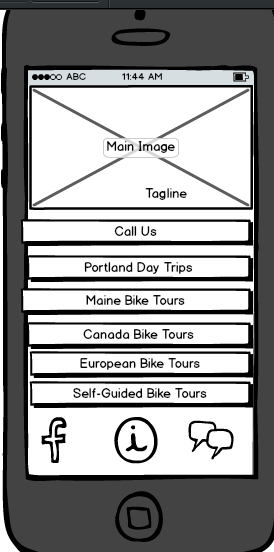 ABC 11:44 AM
Main Image
Tagline
Call Us
Portland Day Trips
Maine Bike Tours
Canada Bike Tours
European Bike Tours
Self-Guided Bike Tours